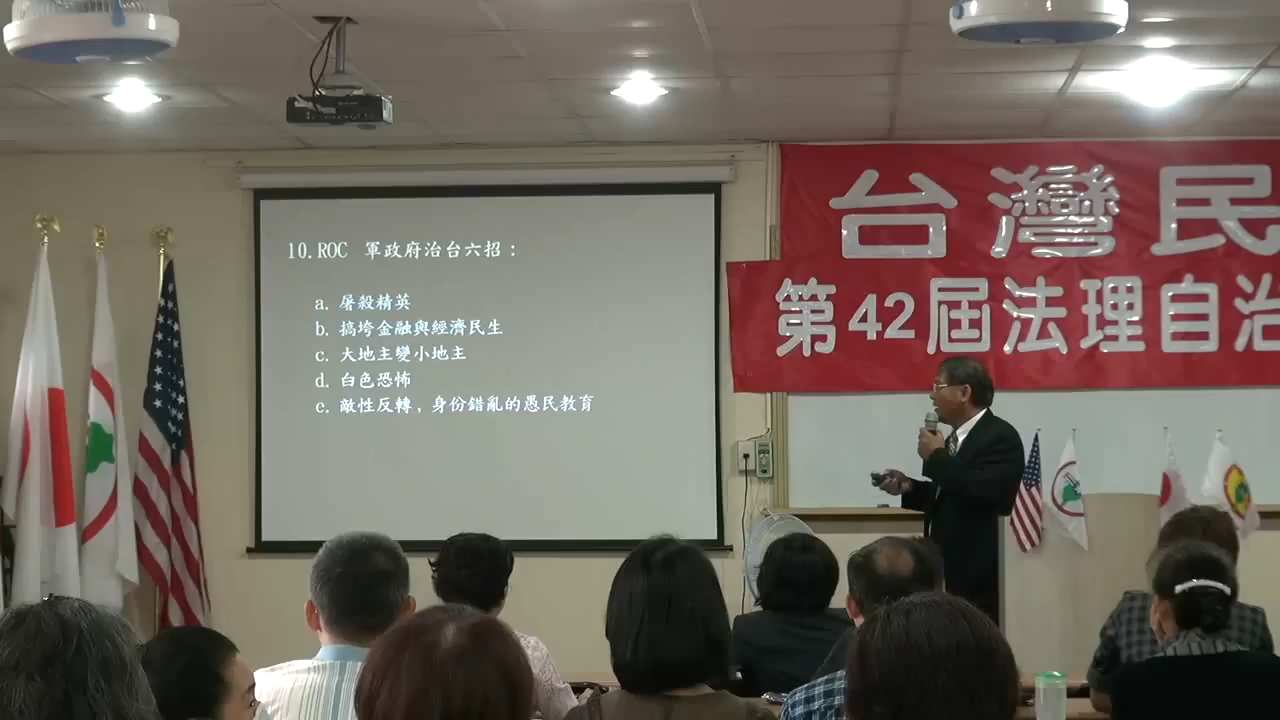 10. ROC 軍政府治台六招：
a. 屠殺精英
b. 搞垮金融與經濟民生
c. 大地主變小地主
d. 白色恐怖
e. 敵性反轉，身份錯亂的愚民教育
台灣民
第42屆法理自治